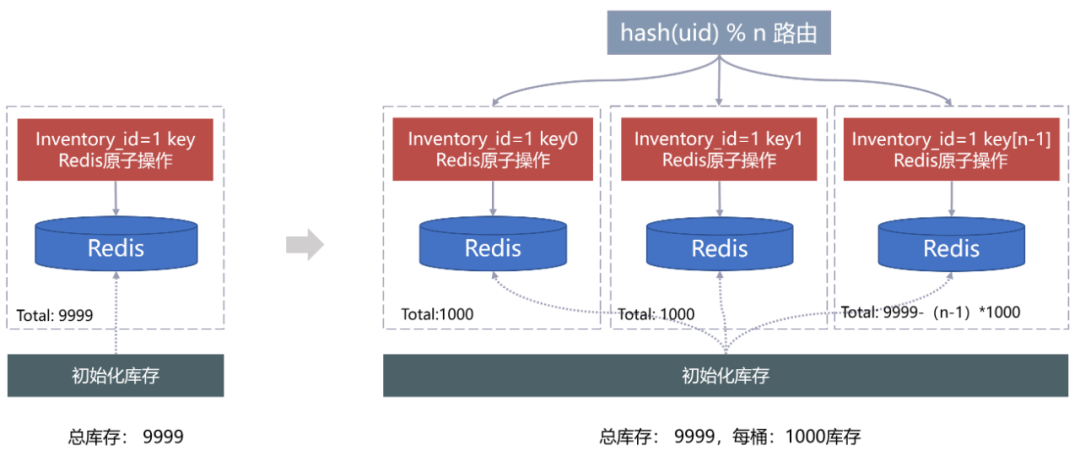 hash(uid) % n 路由
Inventory_id=1 key
Redis原子操作
Redis
Total: 9999
初始化库存
总库存： 9999
Inventory_id=1 key0
Redis原子操作
Redis
Total:1000
Inventory_id=1 key1
Redis原子操作
Redis
Total: 1000
Inventory_id=1 key[n-1]
Redis原子操作
Redis
Total: 9999-（n-1）*1000
初始化库存
总库存： 9999，每桶：1000库存